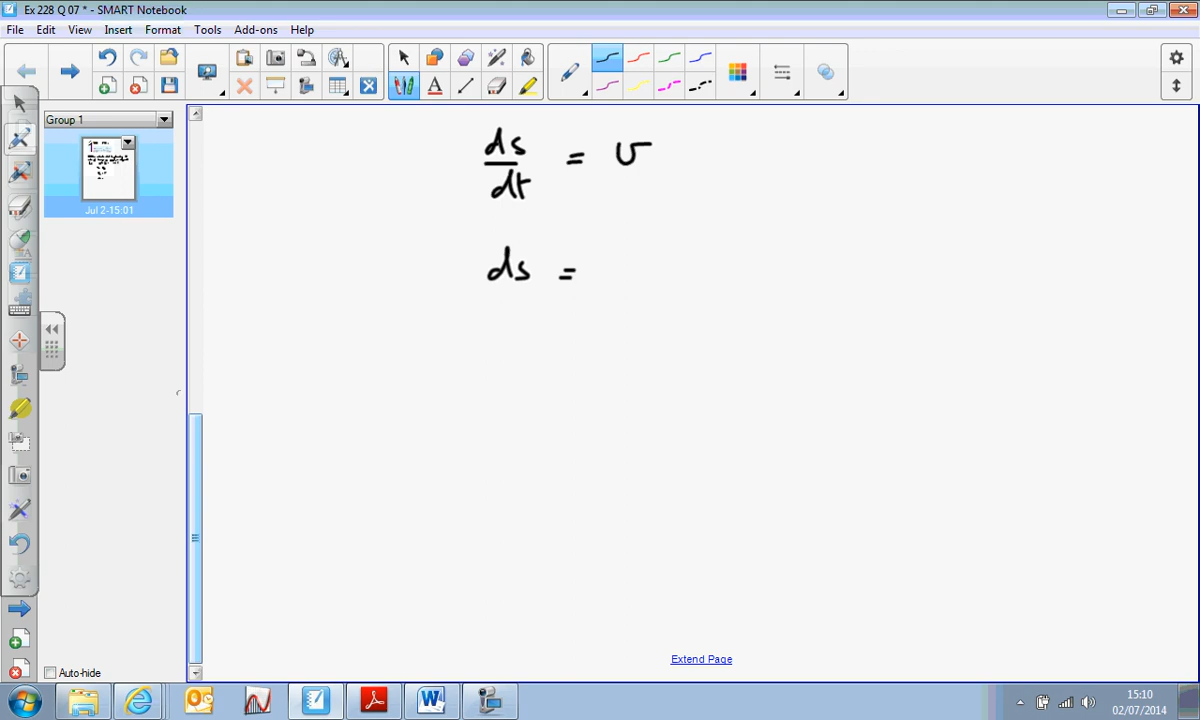 Ex 228 Q 07 * - SMART Notebook
File Edit View Insert Format Tools Add-ons Help
Group 1
Jul 2-15:01
ds
dt
= v
ds =
Extend Page
Auto-hide
15:10
02/07/2014